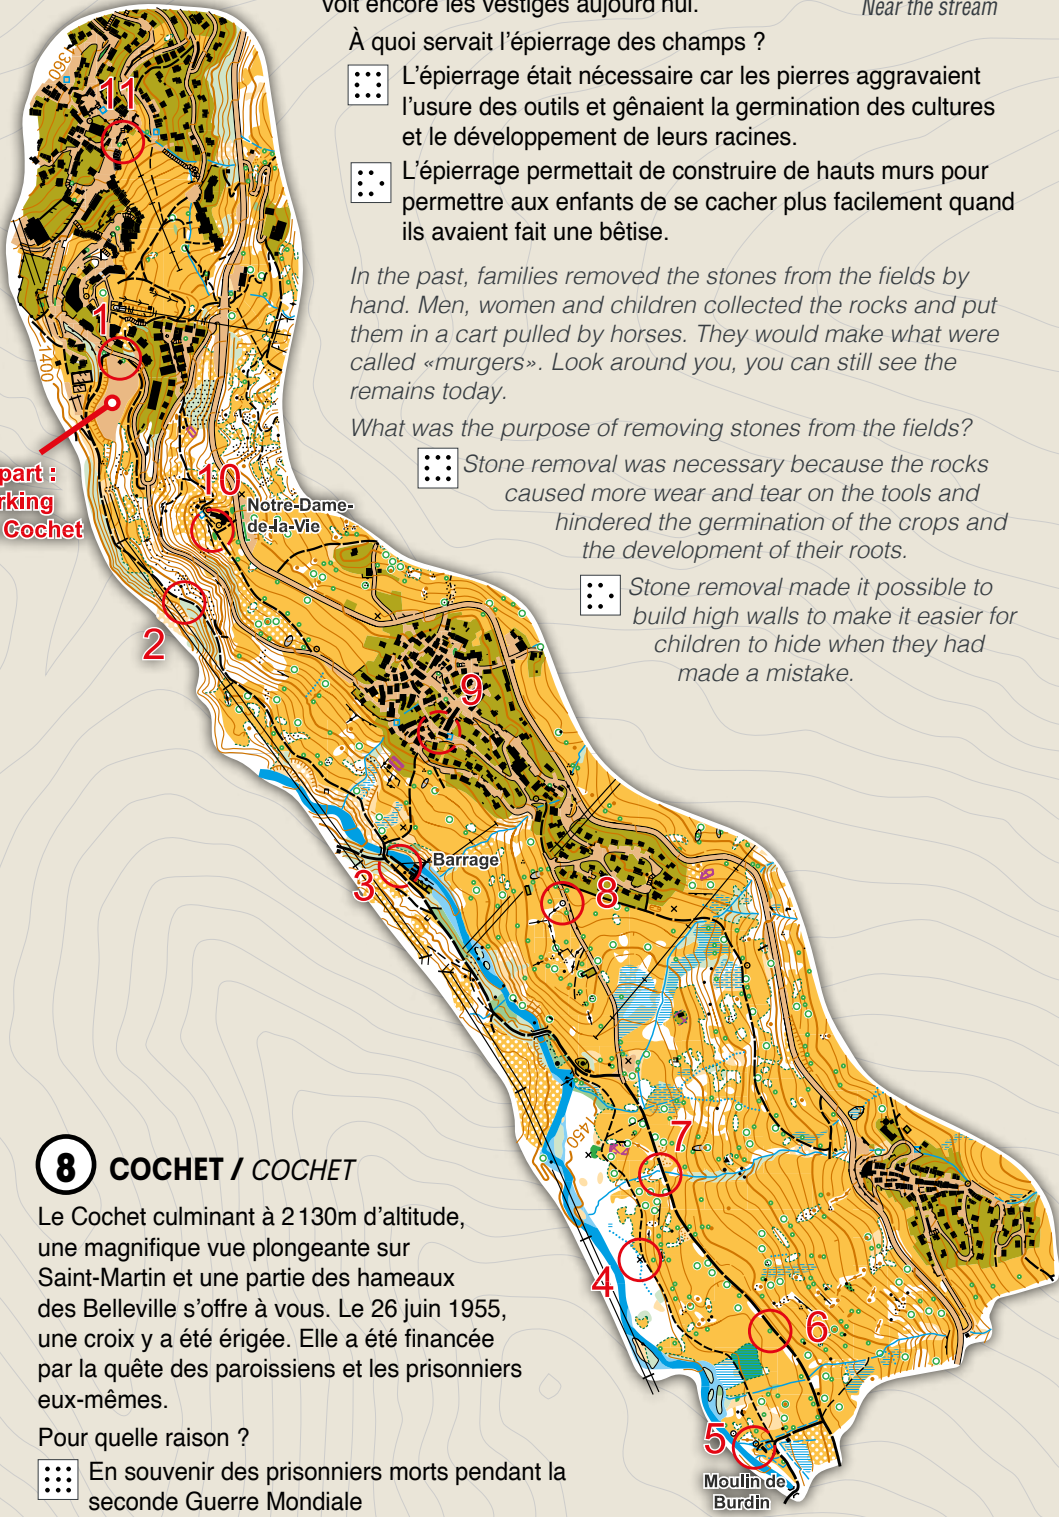 voit encore les vestiges aujourd'hui.
Near the stream
À quoi servait l'épierrage des champs ?
L'épierrage était nécessaire car les pierres aggravaient
l'usure des outils et gênaient la germination des cultures
et le développement de leurs racines.
L'épierrage permettait de construire de hauts murs pour
permettre aux enfants de se cacher plus facilement quand
ils avaient fait une bêtise.
In the past, families removed the stones from the fields by
hand. Men, women and children collected the rocks and put
them in a cart pulled by horses. They would make what were
called «murgers». Look around you, you can still see the
remains today.
What was the purpose of removing stones from the fields?
Stone removal was necessary because the rocks
caused more wear and tear on the tools and
hindered the germination of the crops and
the development of their roots.
Stone removal made it possible to
build high walls to make it easier for
children to hide when they had
made a mistake.
1360
11
1
1400
part :
rking
Cochet
10
Notre-Dame-
de-la-Vie
2
9
Barrage
3
8
1450
7
4
6
5
Moulin de
Burdin
8 COCHET / COCHET
Le Cochet culminant à 2130m d'altitude,
une magnifique vue plongeante sur
Saint-Martin et une partie des hameaux
des Belleville s'offre à vous. Le 26 juin 1955,
une croix y a été érigée. Elle a été financée
par la quête des paroissiens et les prisonniers
eux-mêmes.
Pour quelle raison ?
En souvenir des prisonniers morts pendant la
seconde Guerre Mondiale